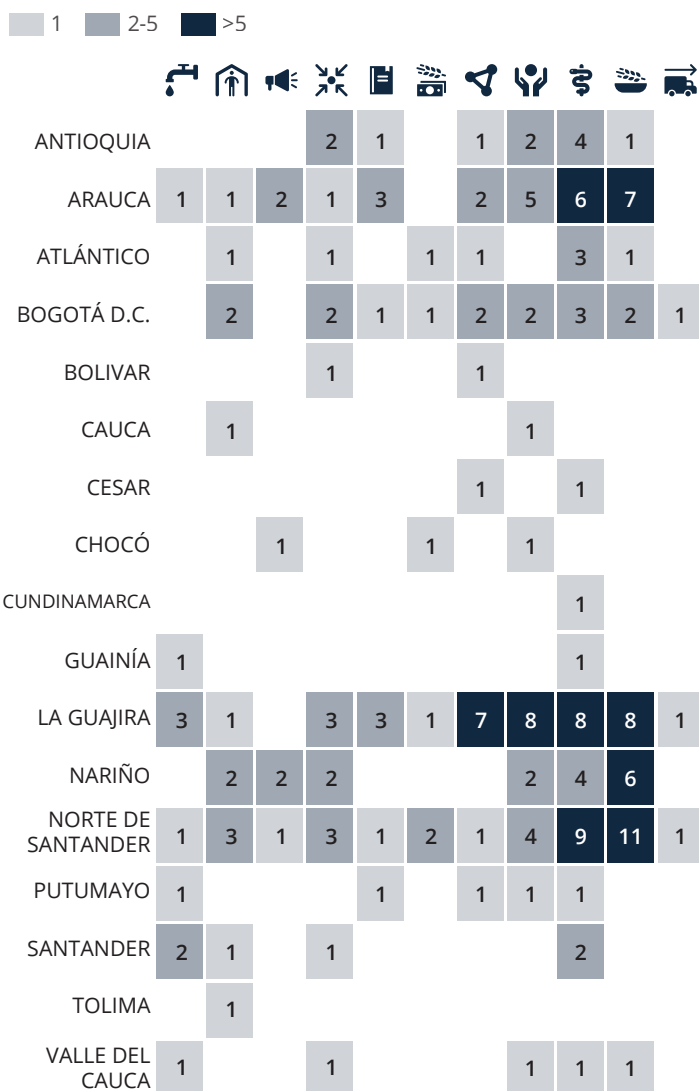 1 2-5 >5
ANTIOQUIA 2 1 1 2 4 1
ARAUCA 1 1 2 1 3 2 5 6 7
ATLÁNTICO 1 1 1 1 3 1
BOGOTÁ D.C. 2 2 1 1 2 2 3 2 1
BOLIVAR 1 1
CAUCA 1 1
CESAR 1 1
CHOCÓ 1 1 1
CUNDINAMARCA 1
GUAINÍA 1 1
LA GUAJIRA 3 1 3 3 1 7 8 8 8 1
NARIÑO 2 2 2 2 4 6
NORTE DE
SANTANDER 1 3 1 3 1 2 1 4 9 11 1
PUTUMAYO 1 1 1 1 1
SANTANDER 2 1 1 2
TOLIMA 1
VALLE DEL
CAUCA 1 1 1 1 1